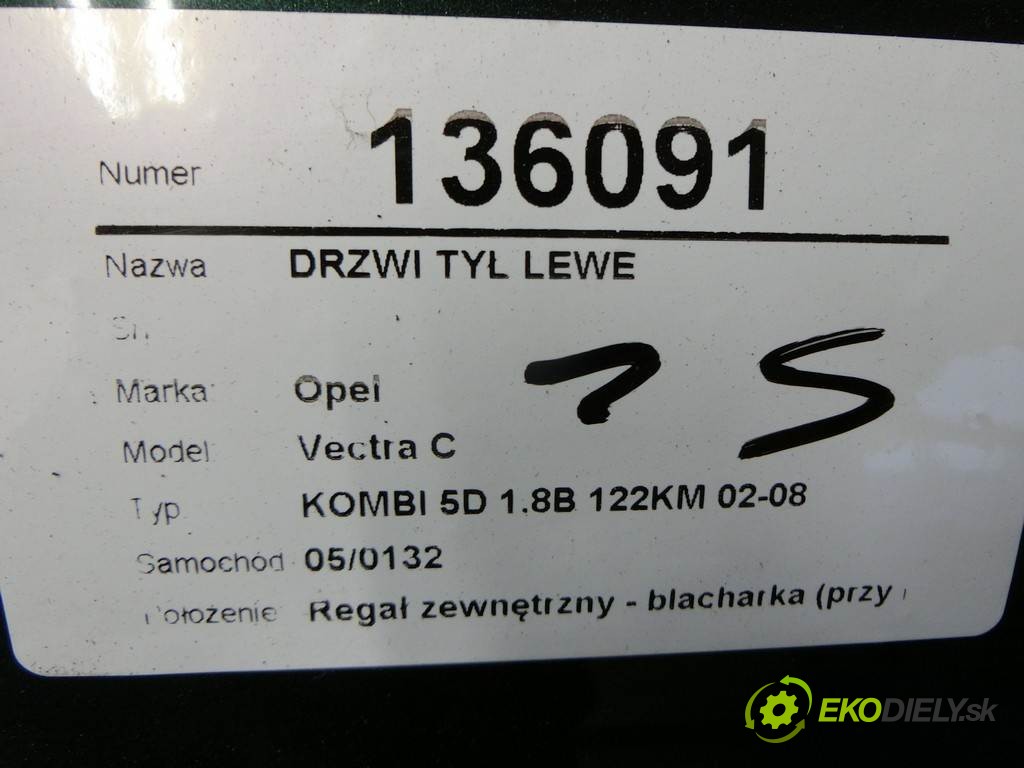 Numer 136091
Nazwa DRZWI TYŁ LEWE
Sn
Marka Opel
Model Vectra C
Typ KOMBI 5D 1.8B 122KM 02-08
Samochód 05/0132
Położenie Regał zewnętrzny - blacharka (przy
EKODIELY.sk